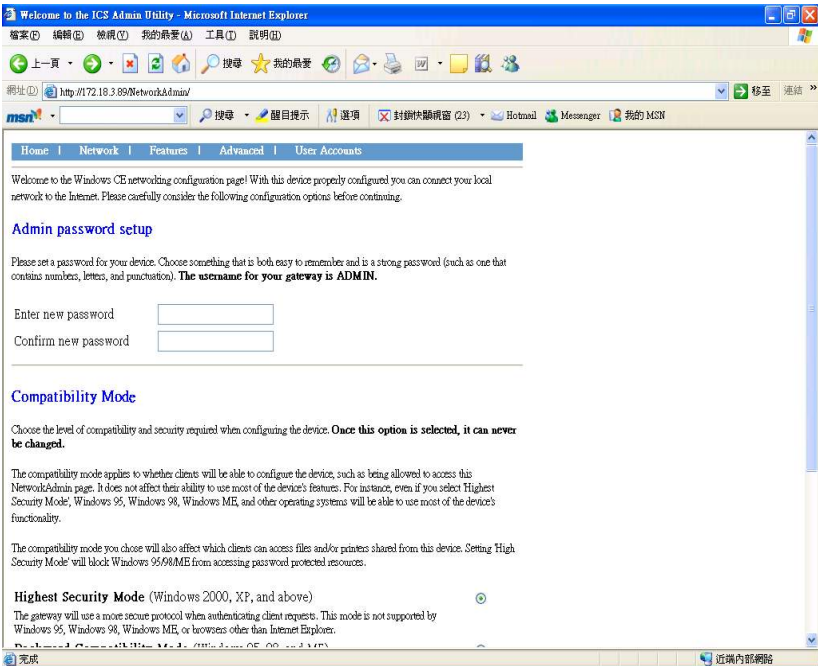 Welcome to the ICS Admin Utility - Microsoft Internet Explorer
檔案(F) 編輯(E) 檢視(V) 我的最愛(A) 工具(T) 說明(H)
上一頁 搜尋 我的最愛
網址(D) http://172.18.3.89/NetworkAdmin/ 移至 連結 »
msn 搜尋 醒目提示 選項 封鎖快顯視窗 (23) Hotmail Messenger 我的 MSN
Home | Network | Features | Advanced | User Accounts
Welcome to the Windows CE networking configuration page! With this device properly configured you can connect your local
network to the Internet. Please carefully consider the following configuration options before continuing.
Admin password setup
Please set a password for your device. Choose something that is both easy to remember and is a strong password (such as one that
contains numbers, letters, and punctuation). The username for your gateway is ADMIN.
Enter new password
Confirm new password
Compatibility Mode
Choose the level of compatibility and security required when configuring the device. Once this option is selected, it can never
be changed.
The compatibility mode applies to whether clients will be able to configure the device, such as being allowed to access this
NetworkAdmin page. It does not affect their ability to use most of the device's features. For instance, even if you select 'Highest
Security Mode', Windows 95, Windows 98, Windows ME, and other operating systems will be able to use most of the device's
functionality.
The compatibility mode you chose will also affect which clients can access files and/or printers shared from this device. Setting 'High
Security Mode' will block Windows 95/98/ME from accessing password protected resources.
Highest Security Mode (Windows 2000, XP, and above)
The gateway will use a more secure protocol when authenticating client requests. This mode is not supported by
Windows 95, Windows 98, Windows ME, or browsers other than Internet Explorer.
Backward Compatibility Mode (Windows 95, 98, and ME)
完成 近端內部網路